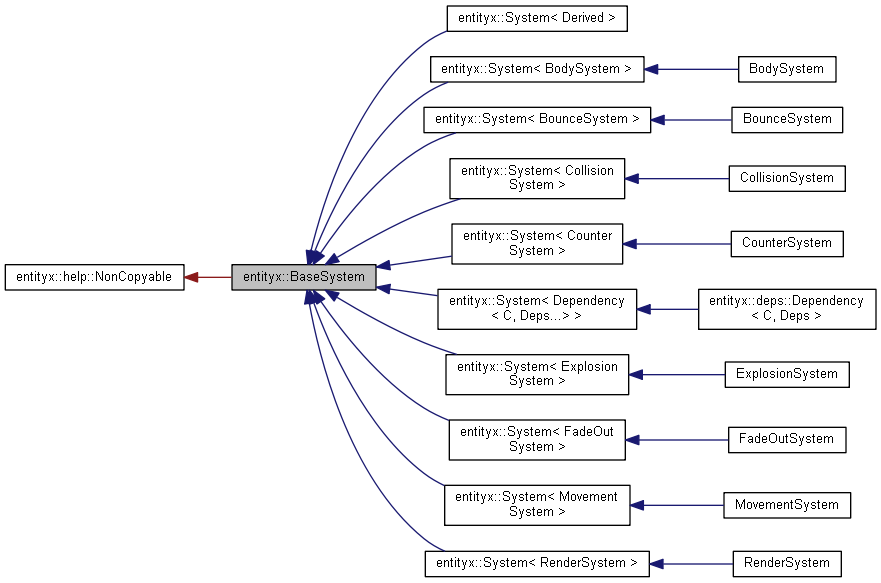 entityx::System< Derived >
entityx::System< BodySystem >
BodySystem
entityx::System< BounceSystem >
BounceSystem
entityx::System< Collision
System >
CollisionSystem
entityx::System< Counter
System >
CounterSystem
entityx::help::NonCopyable
entityx::BaseSystem
entityx::System< Dependency
< C, Deps...> >
entityx::deps::Dependency
< C, Deps >
entityx::System< Explosion
System >
ExplosionSystem
entityx::System< FadeOut
System >
FadeOutSystem
entityx::System< Movement
System >
MovementSystem
entityx::System< RenderSystem >
RenderSystem